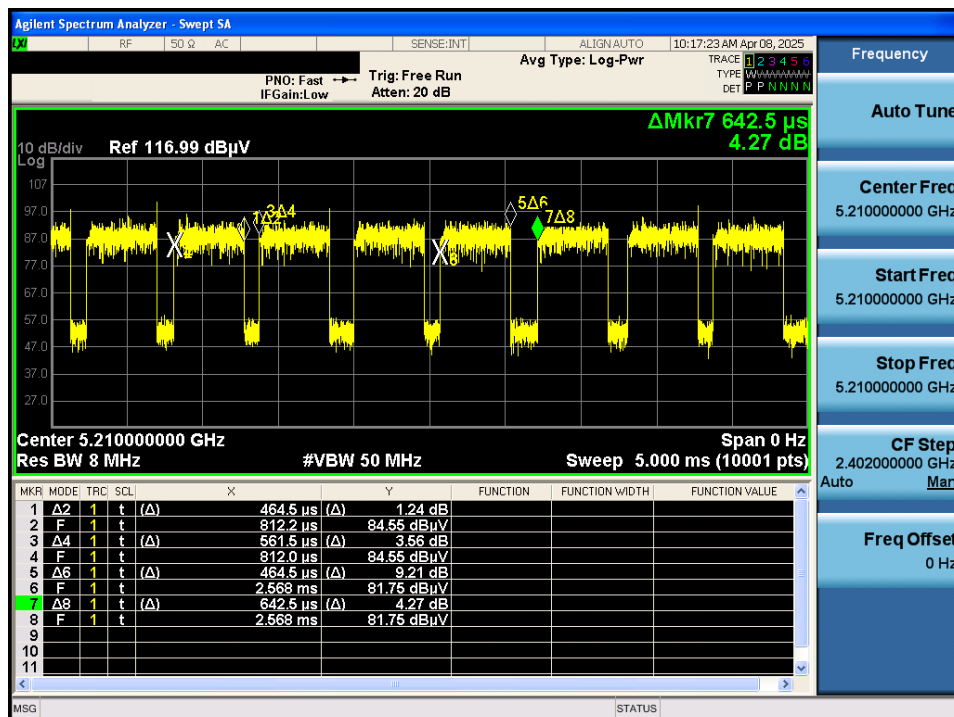 Agilent Spectrum Analyzer - Swept SA
LXI RF 50 Ω AC SENSE:INT ALIGN AUTO 10:17:23 AM Apr 08, 2025
Avg Type: Log-Pwr
TRACE 1 2 3 4 5 6
TYPE
DET P P N N N N
PNO: Fast
IFGain:Low
Trig: Free Run
Atten: 20 dB
ΔMkr7 642.5 µs
4.27 dB
10 dB/div Ref 116.99 dBµV
Log
107
97.0
87.0
77.0
67.0
57.0
47.0
37.0
27.0
1Δ2
3Δ4
5Δ6
7Δ8
Center 5.210000000 GHz Span 0 Hz
Res BW 8 MHz #VBW 50 MHz Sweep 5.000 ms (10001 pts)
MKR MODE TRC SCL X Y FUNCTION FUNCTION WIDTH FUNCTION VALUE
1 Δ2 1 t (Δ) 464.5 µs (Δ) 1.24 dB
2 F 1 t 812.2 µs 84.55 dBµV
3 Δ4 1 t (Δ) 561.5 µs (Δ) 3.56 dB
4 F 1 t 812.0 µs 84.55 dBµV
5 Δ6 1 t (Δ) 464.5 µs (Δ) 9.21 dB
6 F 1 t 2.568 ms 81.75 dBµV
7 Δ8 1 t (Δ) 642.5 µs (Δ) 4.27 dB
8 F 1 t 2.568 ms 81.75 dBµV
9
10
11
MSG STATUS
Frequency
Auto Tune
Center Freq
5.210000000 GHz
Start Freq
5.210000000 GHz
Stop Freq
5.210000000 GHz
CF Step
2.402000000 GHz
Auto Man
Freq Offset
0 Hz